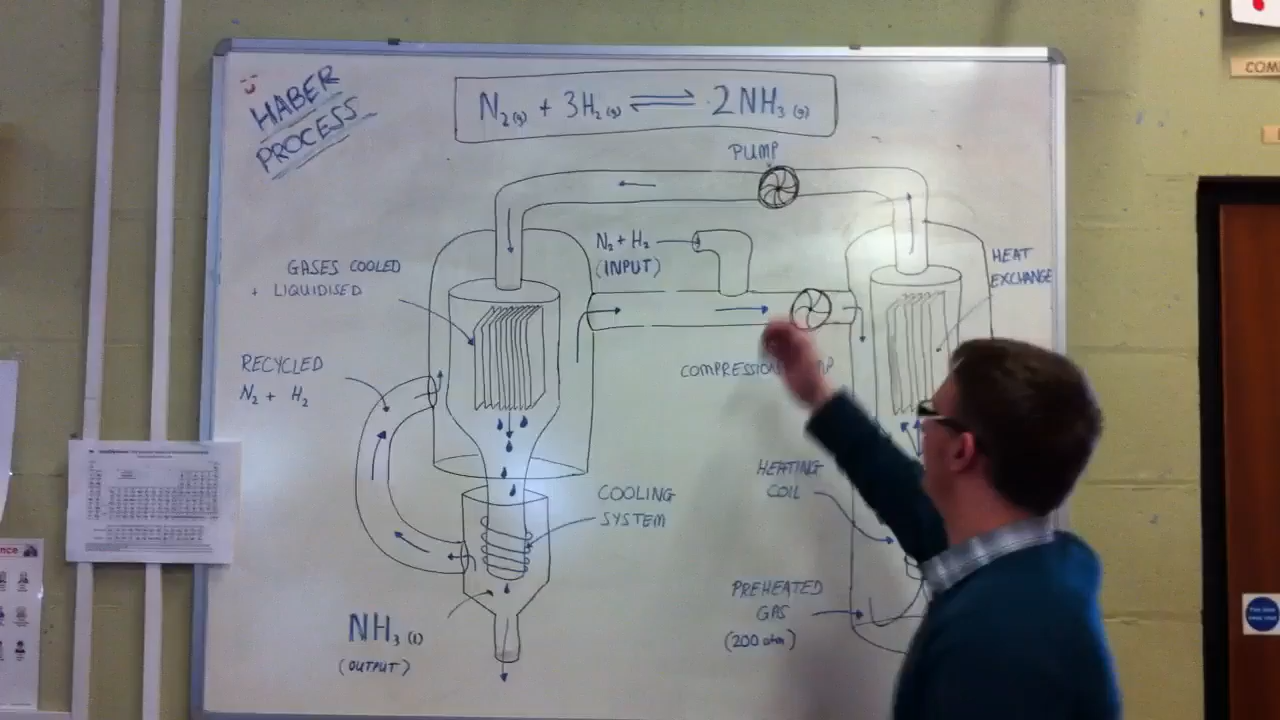 HABER
PROCESS
N₂(g) + 3H₂(g) ⇌ 2NH₃(g)
PUMP
N₂ + H₂
(INPUT)
GASES COOLED
+ LIQUIDISED
HEAT
EXCHANGE
RECYCLED
N₂ + H₂
COMPRESSION
HEATING
COIL
COOLING
SYSTEM
PREHEATED
GAS
(200 atm)
NH₃(l)
(OUTPUT)